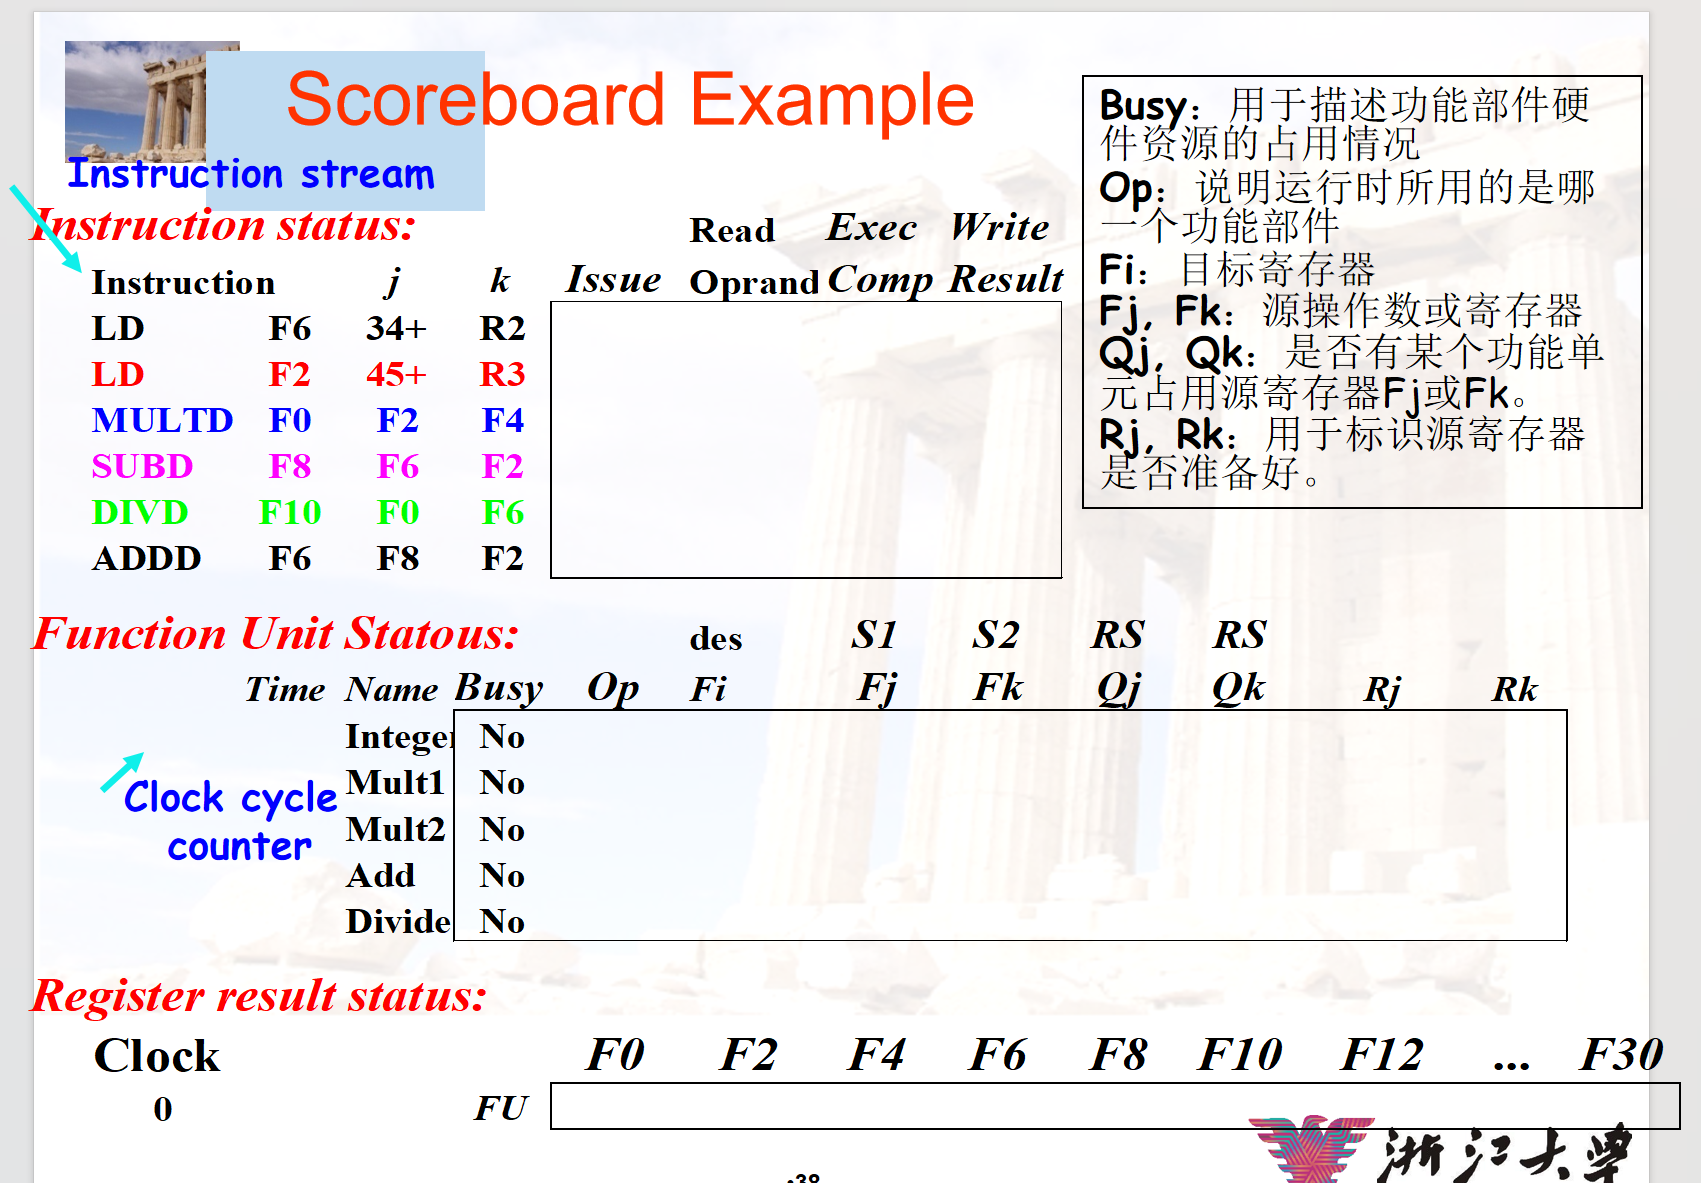 Scoreboard Example
Instruction stream
Instruction status:
Read Exec Write
Instruction j k Issue Oprand Comp Result
LD F6 34+ R2
LD F2 45+ R3
MULTD F0 F2 F4
SUBD F8 F6 F2
DIVD F10 F0 F6
ADDD F6 F8 F2
Busy：用于描述功能部件硬
件资源的占用情况
Op：说明运行时所用的是哪
一个功能部件
Fi：目标寄存器
Fj, Fk：源操作数或寄存器
Qj, Qk：是否有某个功能单
元占用源寄存器Fj或Fk。
Rj, Rk：用于标识源寄存器
是否准备好。
Function Unit Statous:
des S1 S2 RS RS
Time Name Busy Op Fi Fj Fk Qj Qk Rj Rk
Integer No
Mult1 No
Mult2 No
Add No
Divide No
Clock cycle
counter
Register result status:
Clock F0 F2 F4 F6 F8 F10 F12 ... F30
0 FU
浙江大学